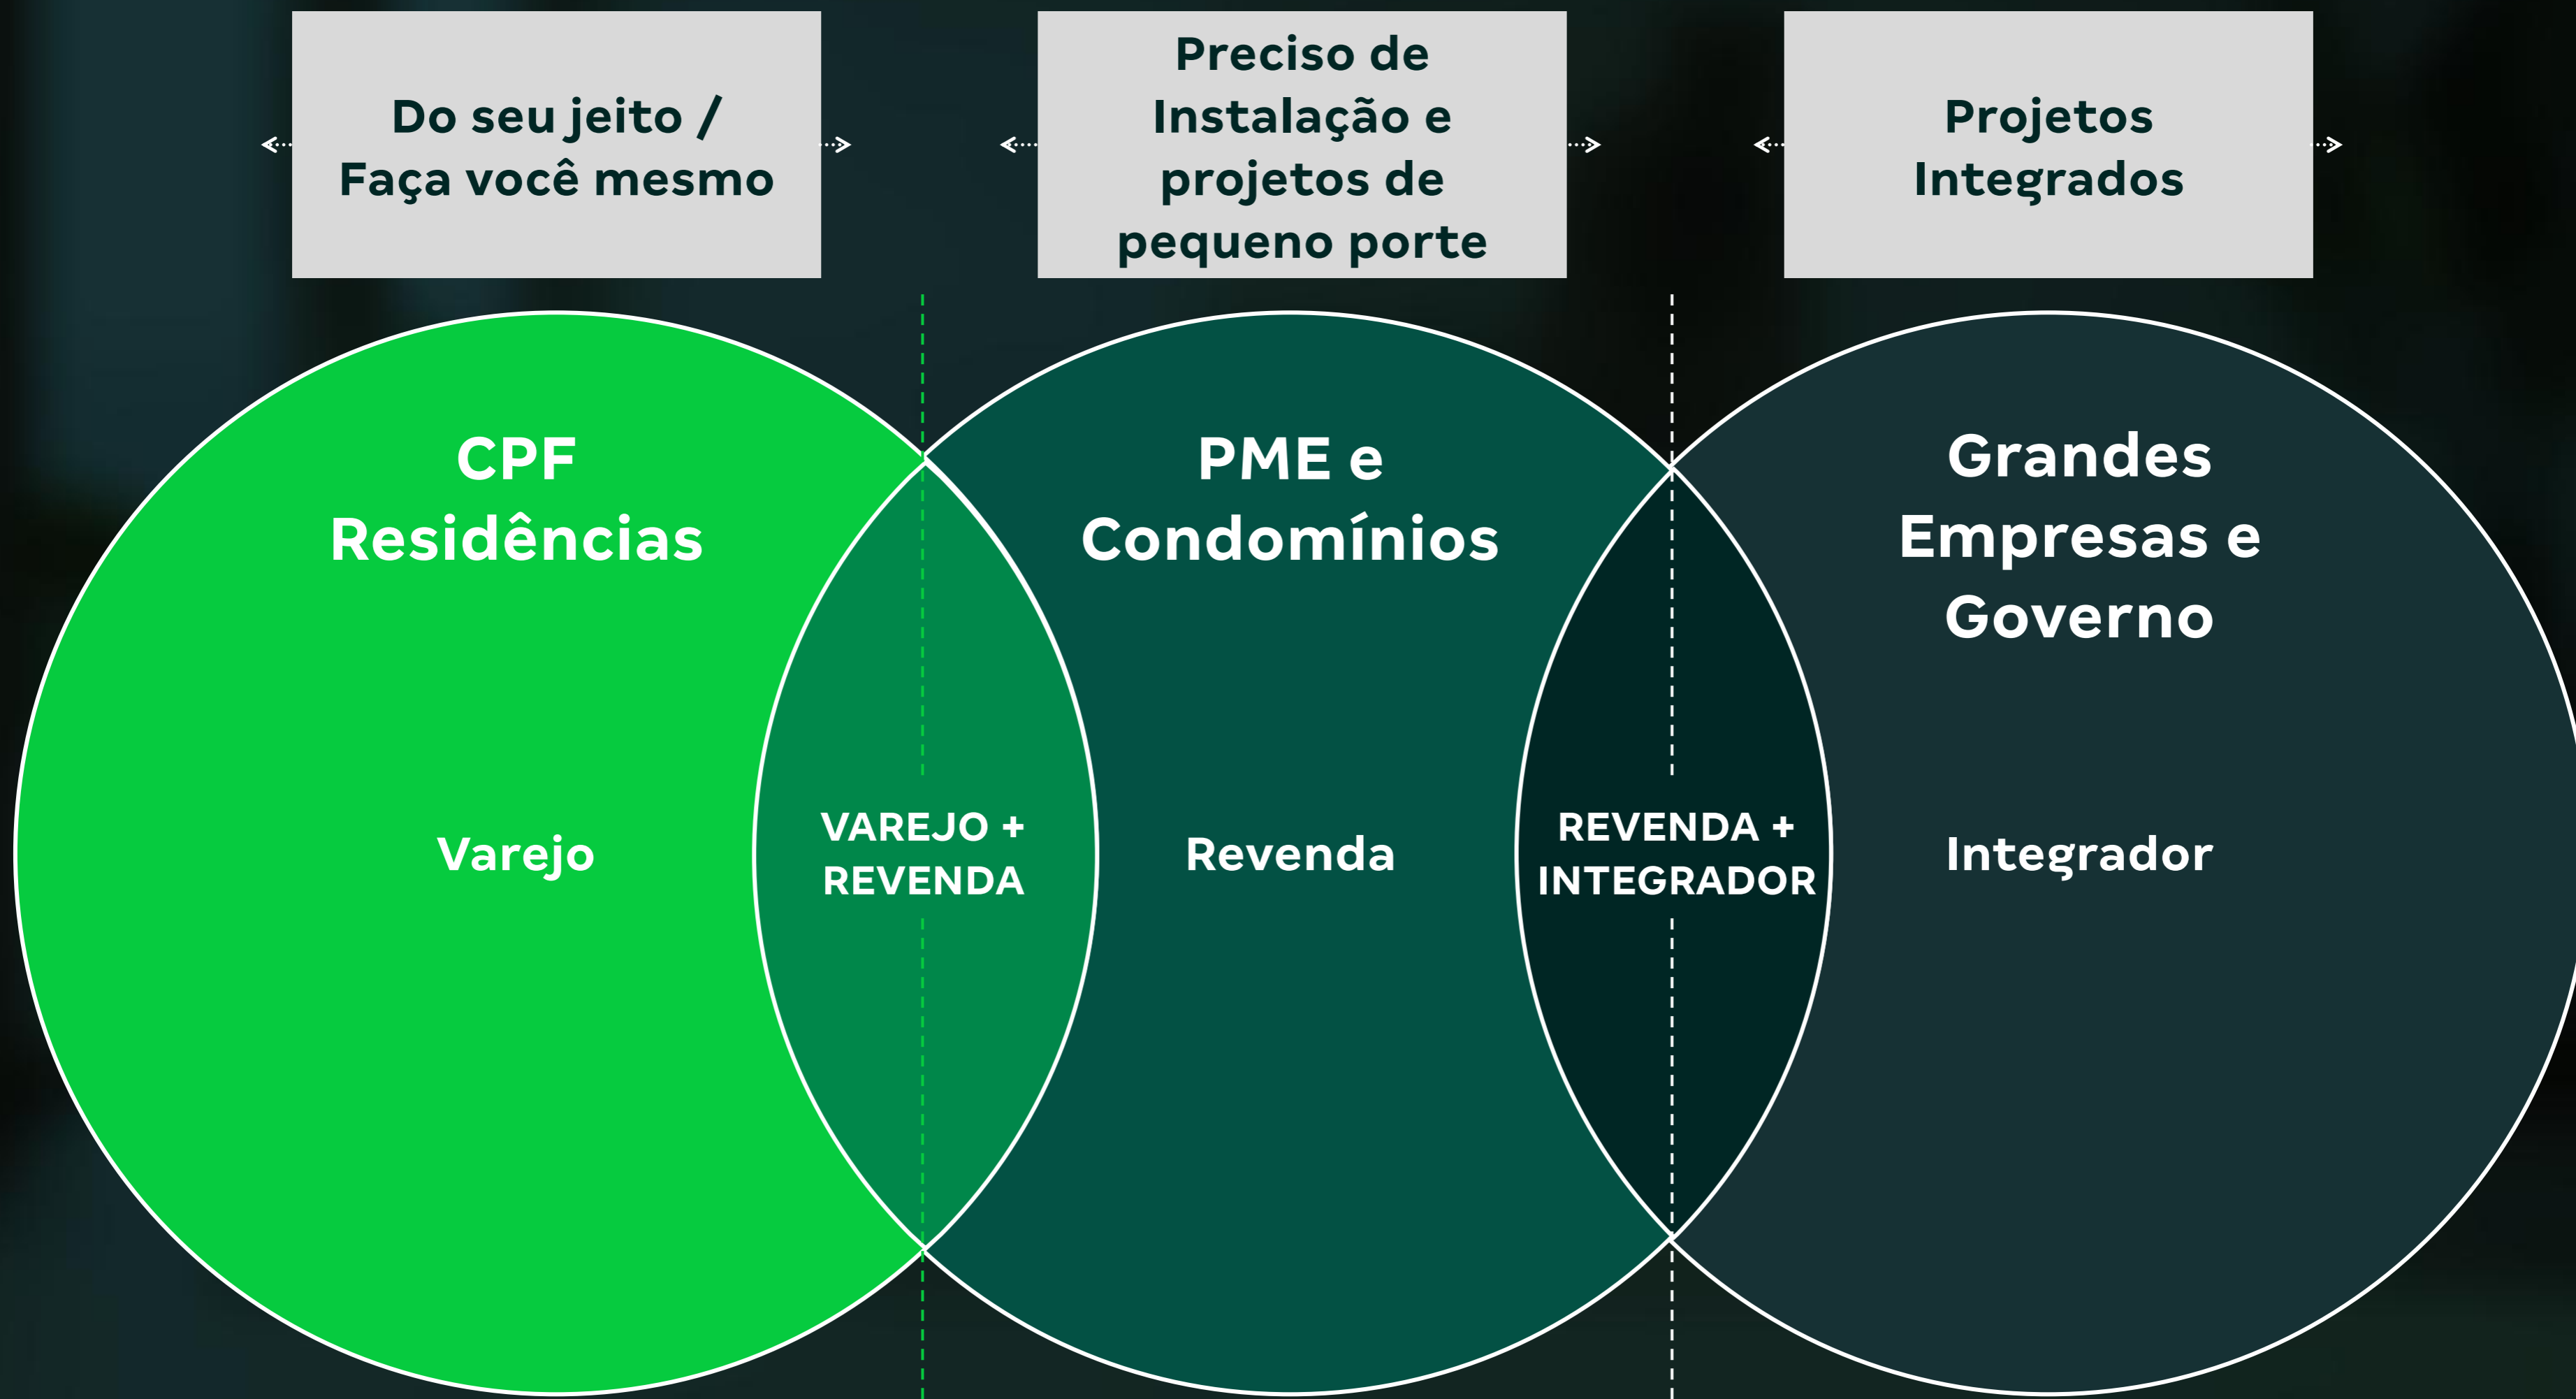 Do seu jeito /
Faça você mesmo
Preciso de
Instalação e
projetos de
pequeno porte
Projetos
Integrados
CPF
Residências
Varejo
VAREJO +
REVENDA
PME e
Condomínios
Revenda
REVENDA +
INTEGRADOR
Grandes
Empresas e
Governo
Integrador